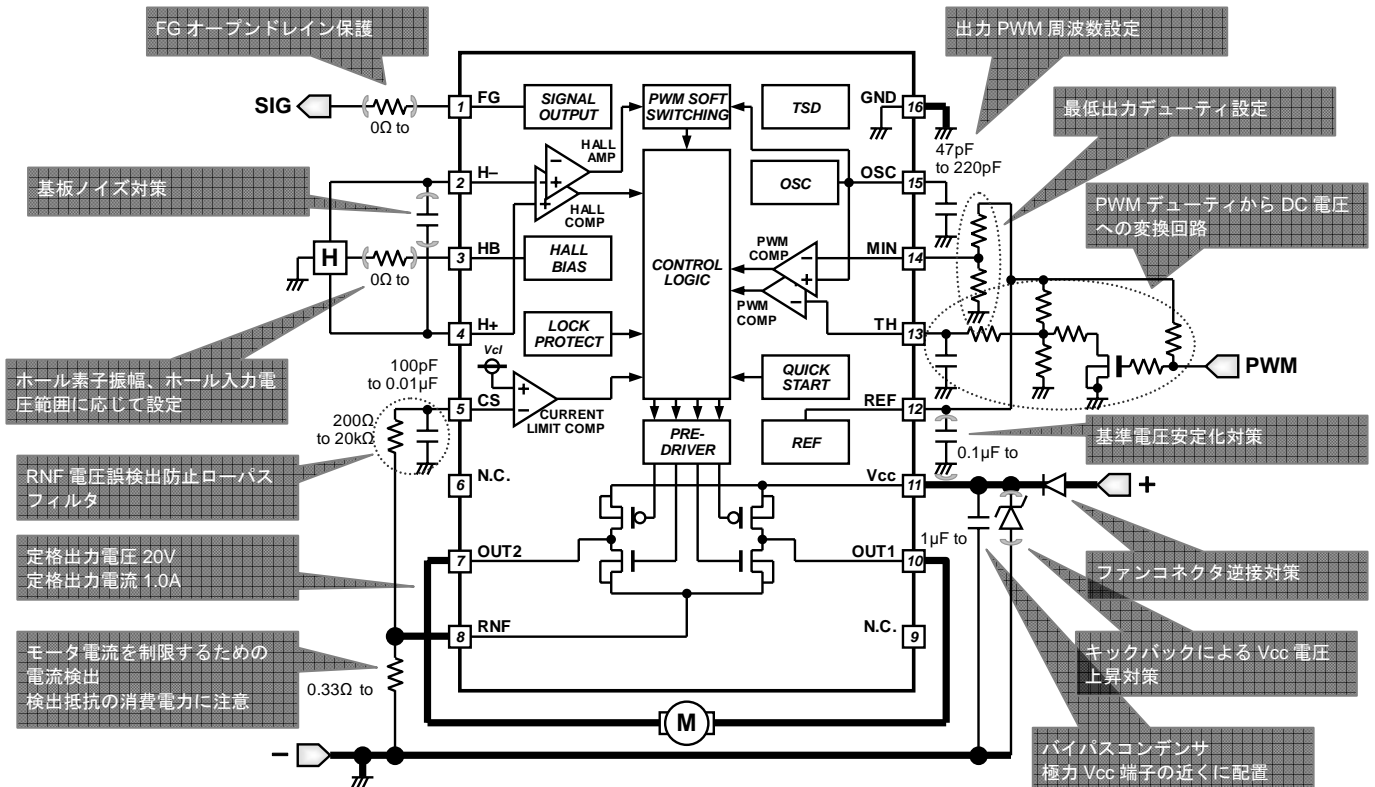 FG オープンドレイン保護
出力 PWM 周波数設定
最低出力デューティ設定
PWM デューティから DC 電圧
への変換回路
基板ノイズ対策
ホール素子振幅、ホール入力電
圧範囲に応じて設定
RNF 電圧誤検出防止ローパス
フィルタ
定格出力電圧 20V
定格出力電流 1.0A
モータ電流を制限するための
電流検出
検出抵抗の消費電力に注意
基準電圧安定化対策
ファンコネクタ逆接対策
キックバックによる Vcc 電圧
上昇対策
バイパスコンデンサ
極力 Vcc 端子の近くに配置
SIG
0Ω to
1
FG
SIGNAL
OUTPUT
PWM SOFT
SWITCHING
TSD
GND
16
47pF
to 220pF
2
H–
HALL
AMP
HALL
COMP
OSC
OSC
15
H
0Ω to
3
HB
HALL
BIAS
CONTROL
LOGIC
PWM
COMP
PWM
COMP
MIN
14
4
H+
LOCK
PROTECT
TH
13
PWM
100pF
to 0.01µF
Vcl
200Ω
to 20kΩ
5
CS
CURRENT
LIMIT COMP
QUICK
START
REF
12
0.1µF to
PRE-
DRIVER
REF
6
N.C.
Vcc
11
+
1µF to
7
OUT2
OUT1
10
8
RNF
N.C.
9
0.33Ω to
M
–
+
–
–
+
+
–
–
+
–